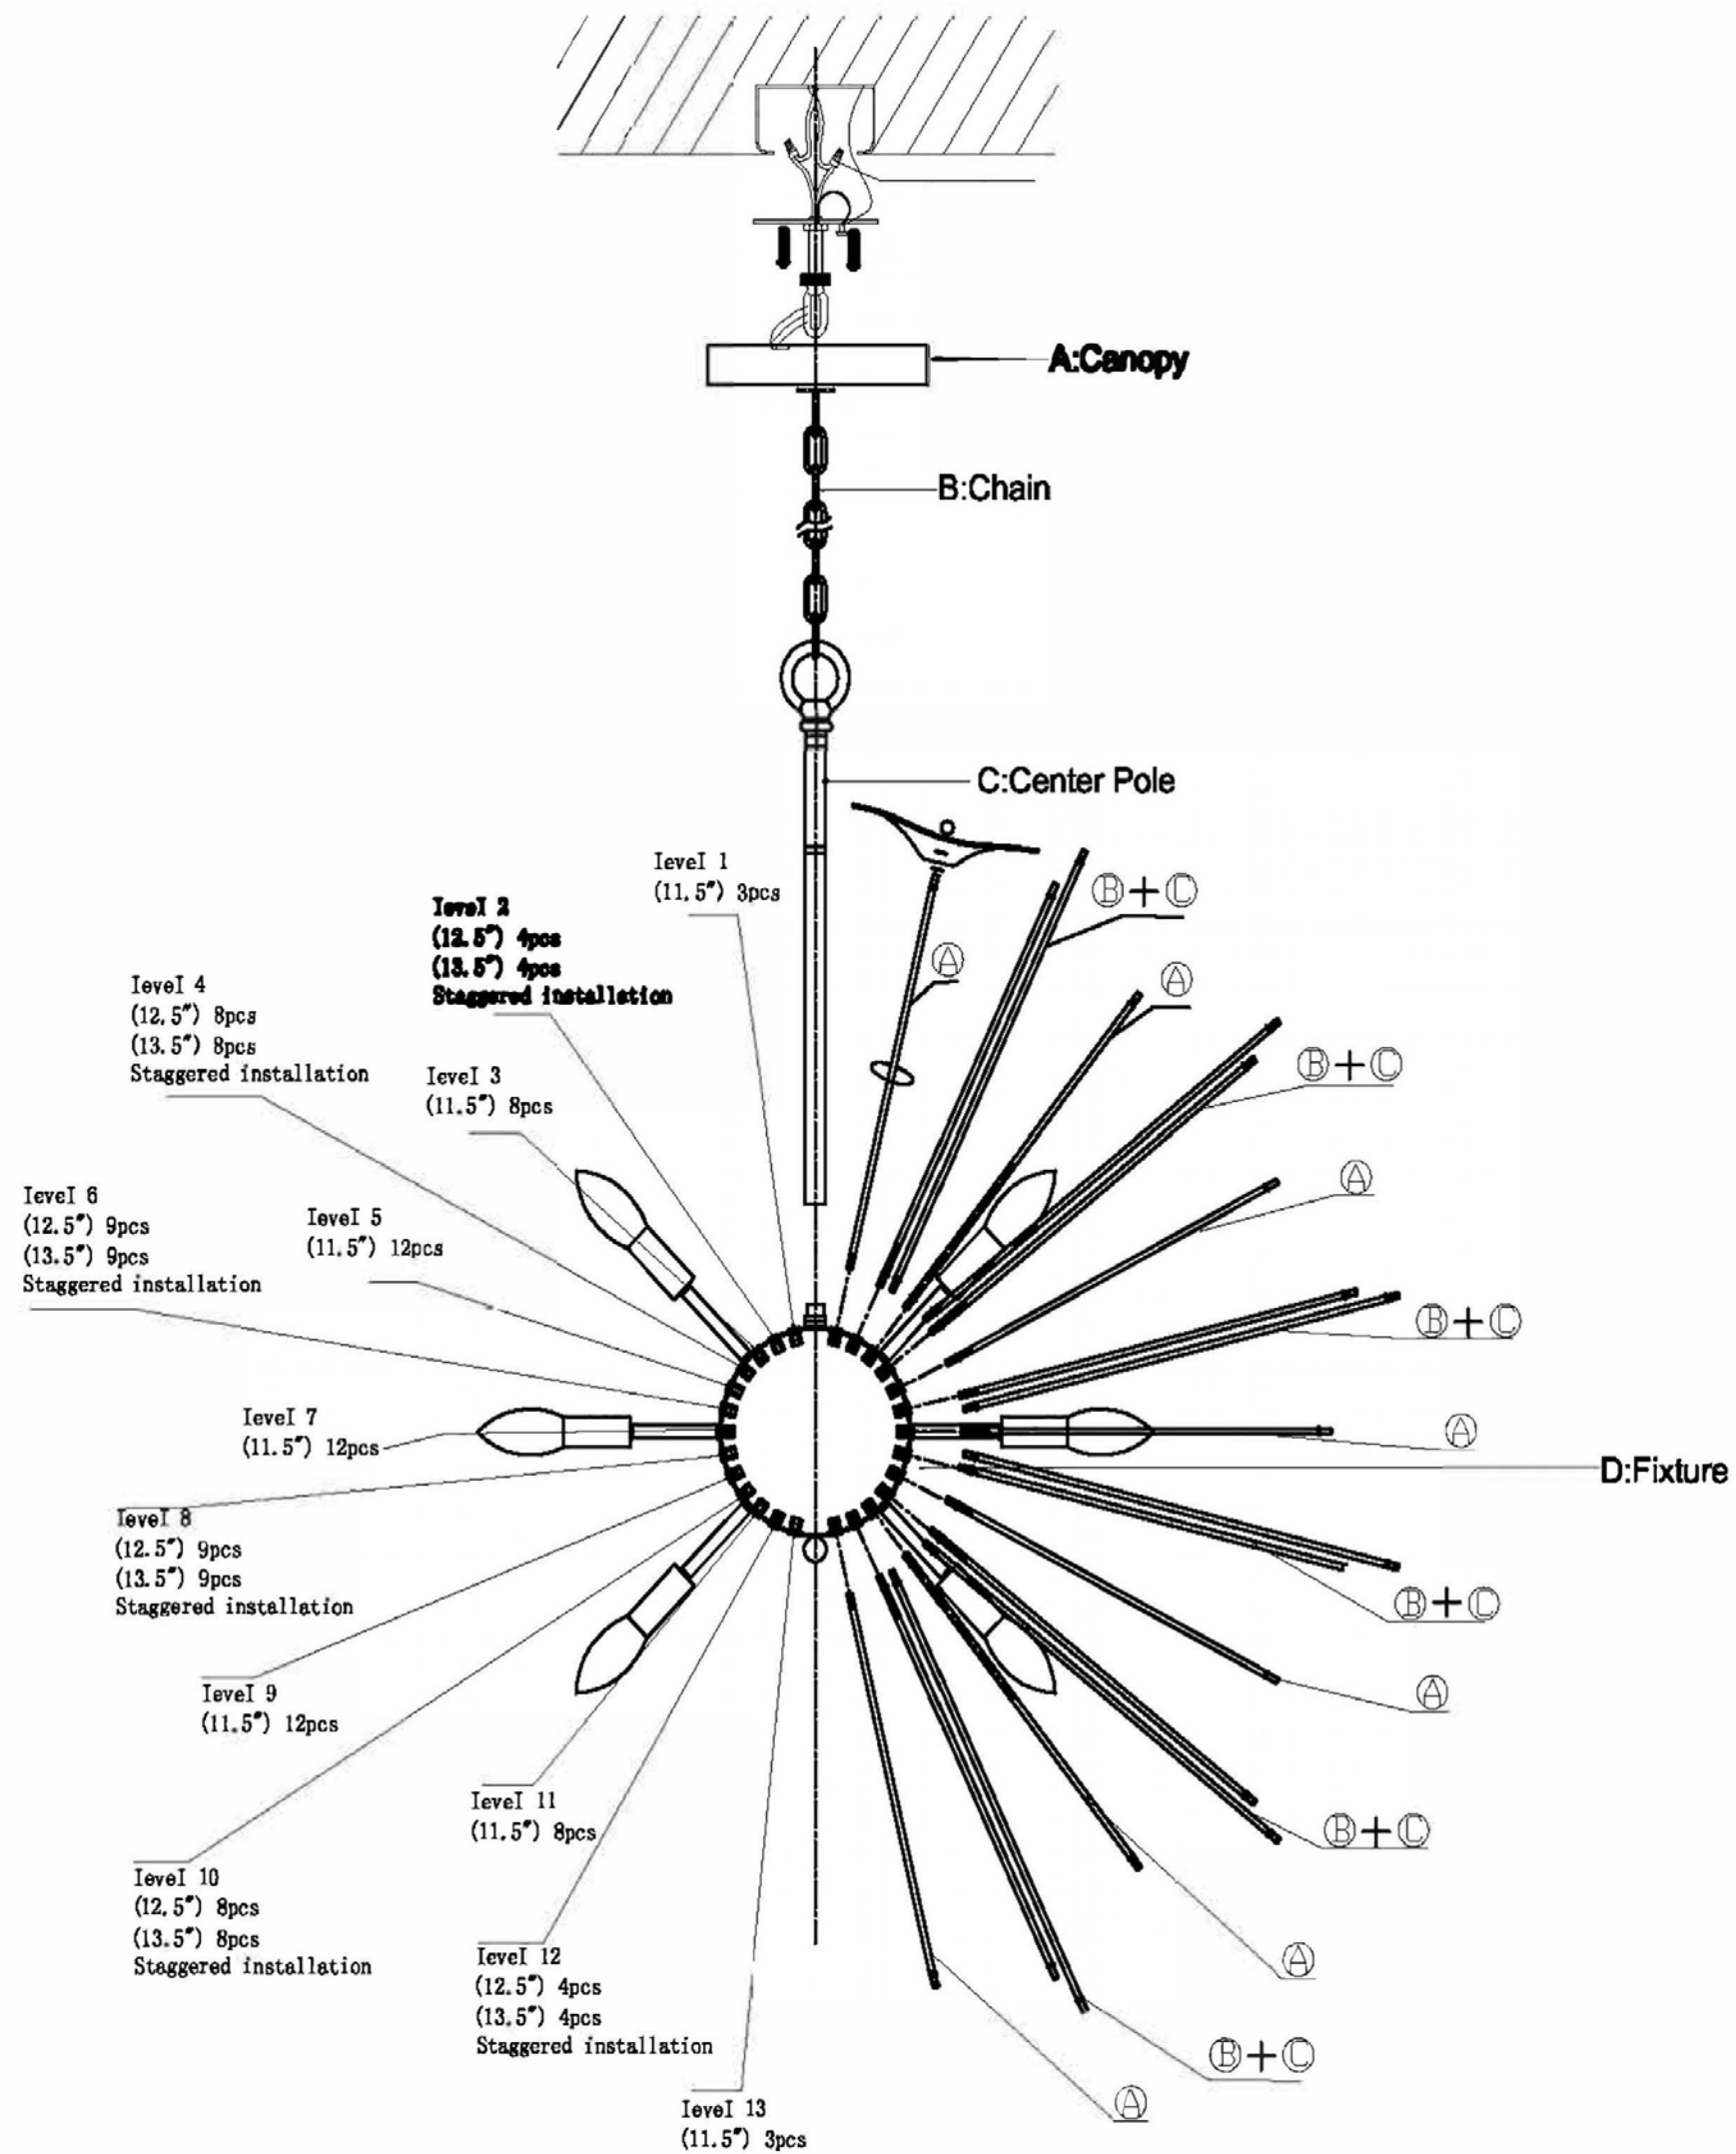 A:Canopy
B:Chain
C:Center Pole
level 1
(11.5") 3pcs
level 2
(12.5") 4pcs
(13.5") 4pcs
Staggered installation
level 4
(12.5") 8pcs
(13.5") 8pcs
Staggered installation
level 3
(11.5") 8pcs
level 6
(12.5") 9pcs
(13.5") 9pcs
Staggered installation
level 5
(11.5") 12pcs
level 7
(11.5") 12pcs
level 8
(12.5") 9pcs
(13.5") 9pcs
Staggered installation
level 9
(11.5") 12pcs
level 11
(11.5") 8pcs
level 10
(12.5") 8pcs
(13.5") 8pcs
Staggered installation
level 12
(12.5") 4pcs
(13.5") 4pcs
Staggered installation
level 13
(11.5") 3pcs
Ⓑ+Ⓒ
Ⓐ
Ⓐ
Ⓑ+Ⓒ
Ⓐ
Ⓑ+Ⓒ
Ⓐ
D:Fixture
Ⓑ+Ⓒ
Ⓐ
Ⓑ+Ⓒ
Ⓐ
Ⓑ+Ⓒ
Ⓐ